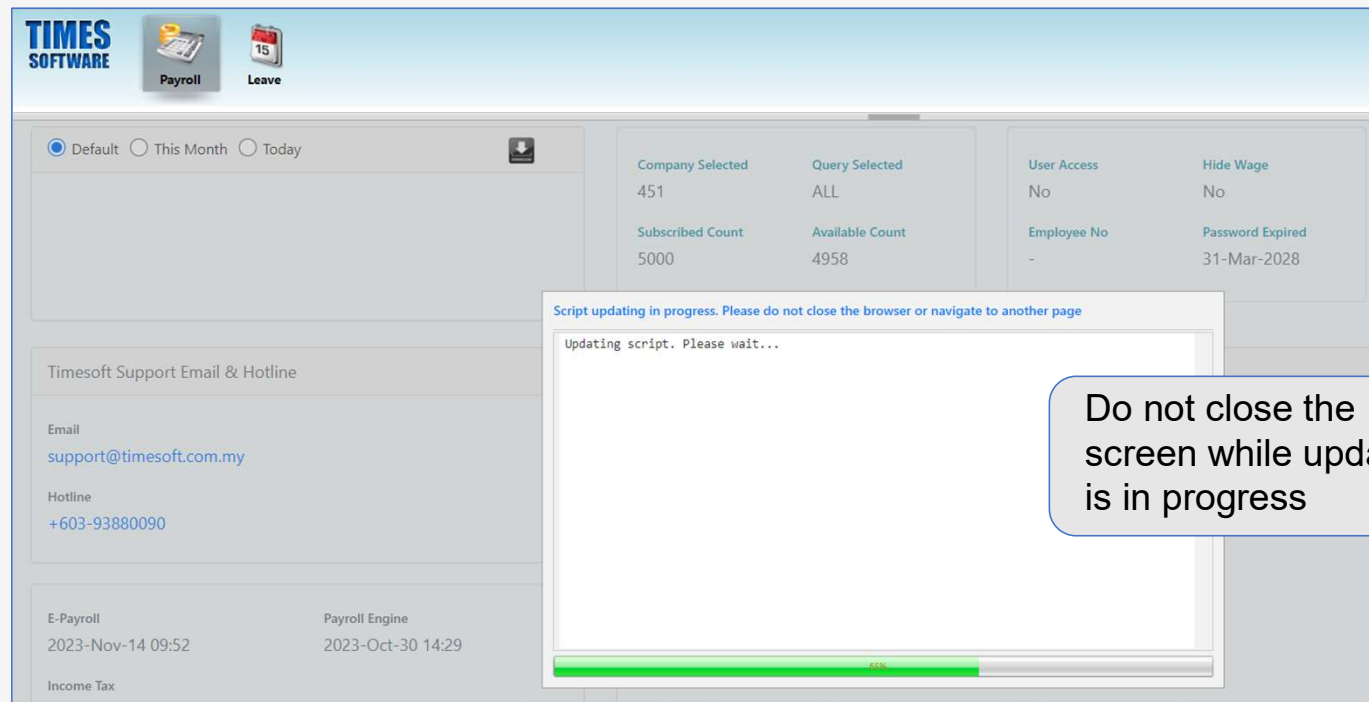 TIMES
SOFTWARE
Payroll
15
Leave
Default This Month Today
Company Selected Query Selected
451 ALL
Subscribed Count Available Count
5000 4958
User Access Hide Wage
No No
Employee No Password Expired
- 31-Mar-2028
Script updating in progress. Please do not close the browser or navigate to another page
Updating script. Please wait...
65%
Do not close the
screen while
is in progress
Timesoft Support Email & Hotline
Email
support@timesoft.com.my
Hotline
+603-93880090
E-Payroll Payroll Engine
2023-Nov-14 09:52 2023-Oct-30 14:29
Income Tax